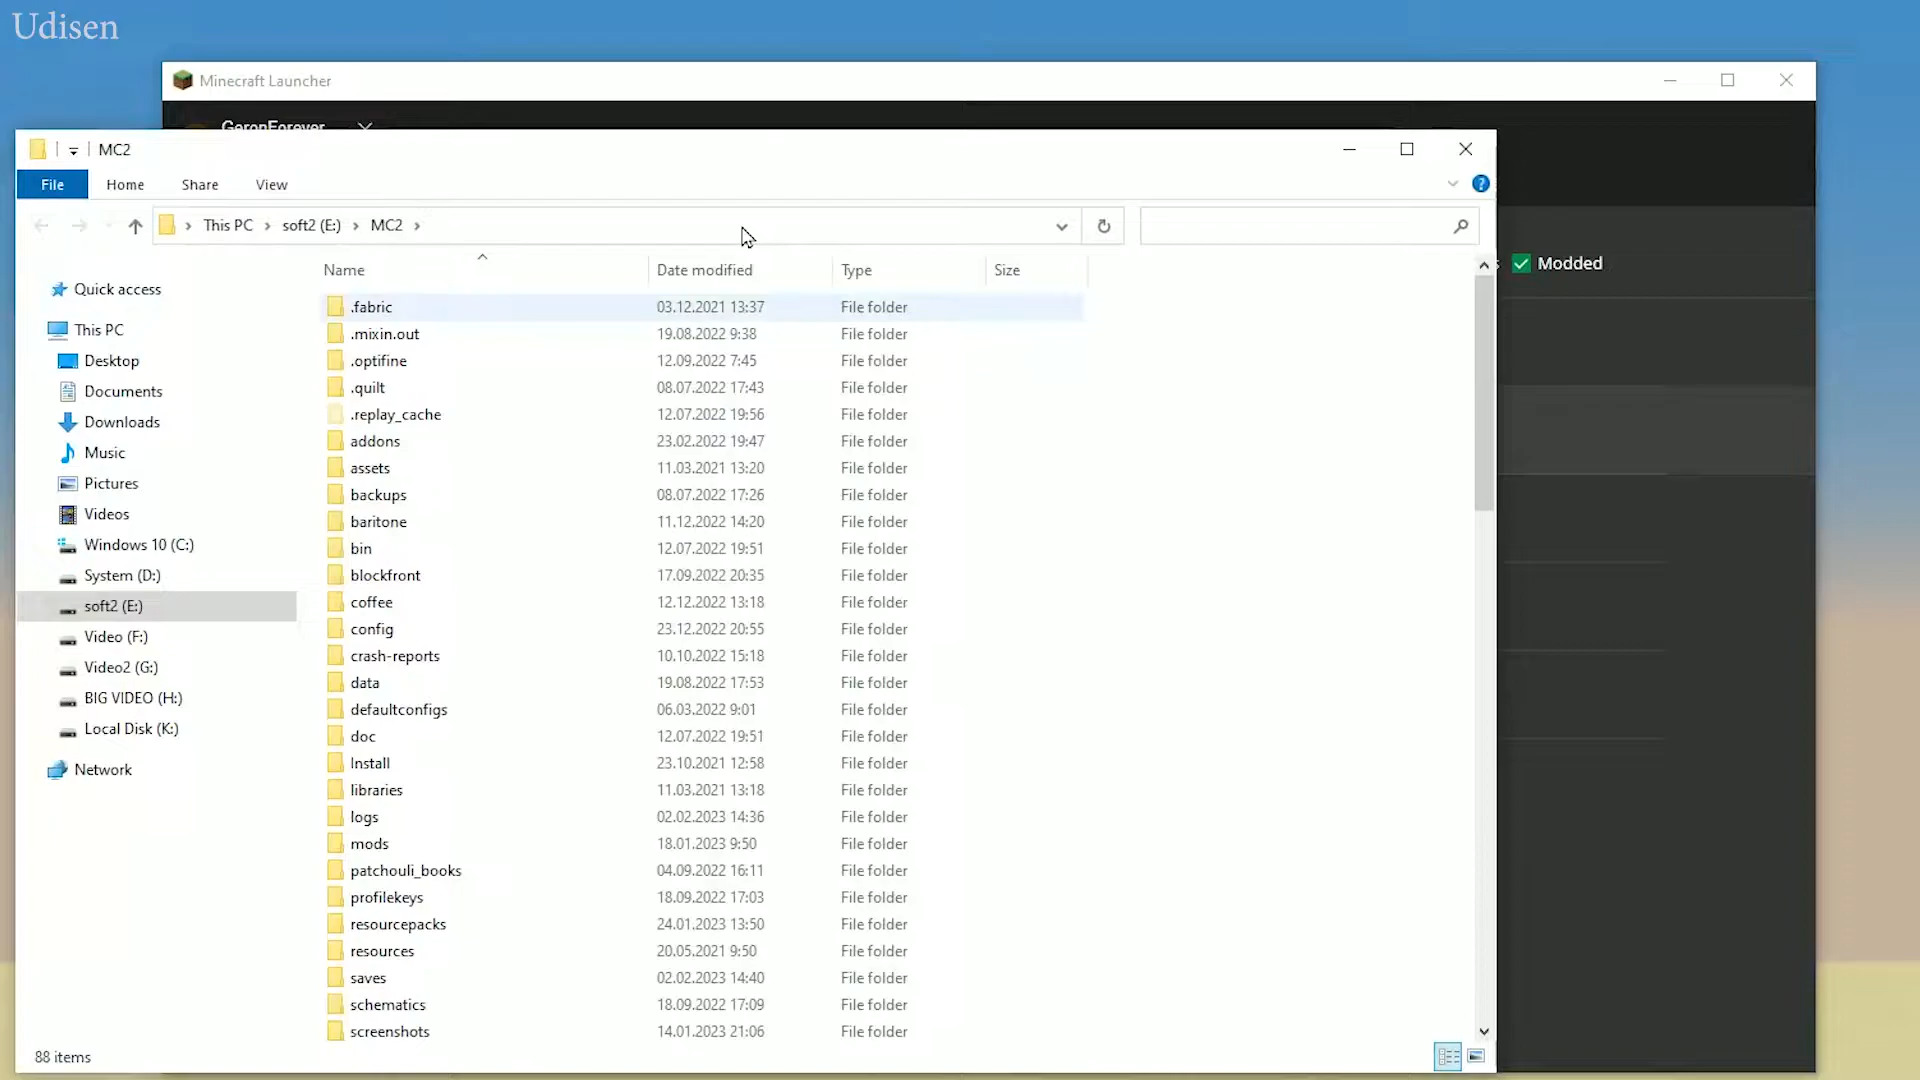 Udisen
Minecraft Launcher
GeronForever
MC2
File Home Share View
This PC soft2 (E:) MC2
Modded
Name Date modified Type Size
Quick access
This PC
Desktop
Documents
Downloads
Music
Pictures
Videos
Windows 10 (C:)
System (D:)
soft2 (E:)
Video (F:)
Video2 (G:)
BIG VIDEO (H:)
Local Disk (K:)
Network
.fabric 03.12.2021 13:37 File folder
.mixin.out 19.08.2022 9:38 File folder
.optifine 12.09.2022 7:45 File folder
.quilt 08.07.2022 17:43 File folder
.replay_cache 12.07.2022 19:56 File folder
addons 23.02.2022 19:47 File folder
assets 11.03.2021 13:20 File folder
backups 08.07.2022 17:26 File folder
baritone 11.12.2022 14:20 File folder
bin 12.07.2022 19:51 File folder
blockfront 17.09.2022 20:35 File folder
coffee 12.12.2022 13:18 File folder
config 23.12.2022 20:55 File folder
crash-reports 10.10.2022 15:18 File folder
data 19.08.2022 17:53 File folder
defaultconfigs 06.03.2022 9:01 File folder
doc 12.07.2022 19:51 File folder
Install 23.10.2021 12:58 File folder
libraries 11.03.2021 13:18 File folder
logs 02.02.2023 14:36 File folder
mods 18.01.2023 9:50 File folder
patchouli_books 04.09.2022 16:11 File folder
profilekeys 18.09.2022 17:03 File folder
resourcepacks 24.01.2023 13:50 File folder
resources 20.05.2021 9:50 File folder
saves 02.02.2023 14:40 File folder
schematics 18.09.2022 17:09 File folder
screenshots 14.01.2023 21:06 File folder
88 items